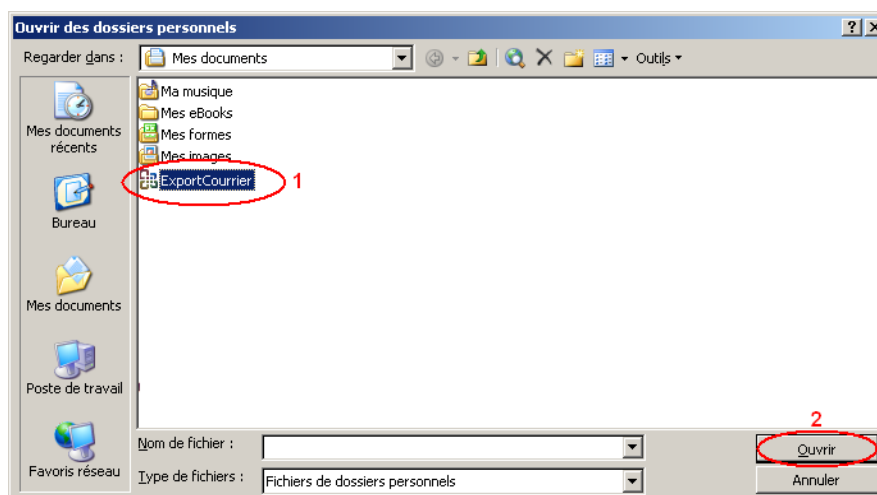 Ouvrir des dossiers personnels
Regarder dans :
Mes documents
Outils
Mes documents
récents
Bureau
Mes documents
Poste de travail
Favoris réseau
Ma musique
Mes eBooks
Mes formes
Mes images
ExportCourrier
1
Nom de fichier :
Type de fichiers :
Fichiers de dossiers personnels
2
Ouvrir
Annuler